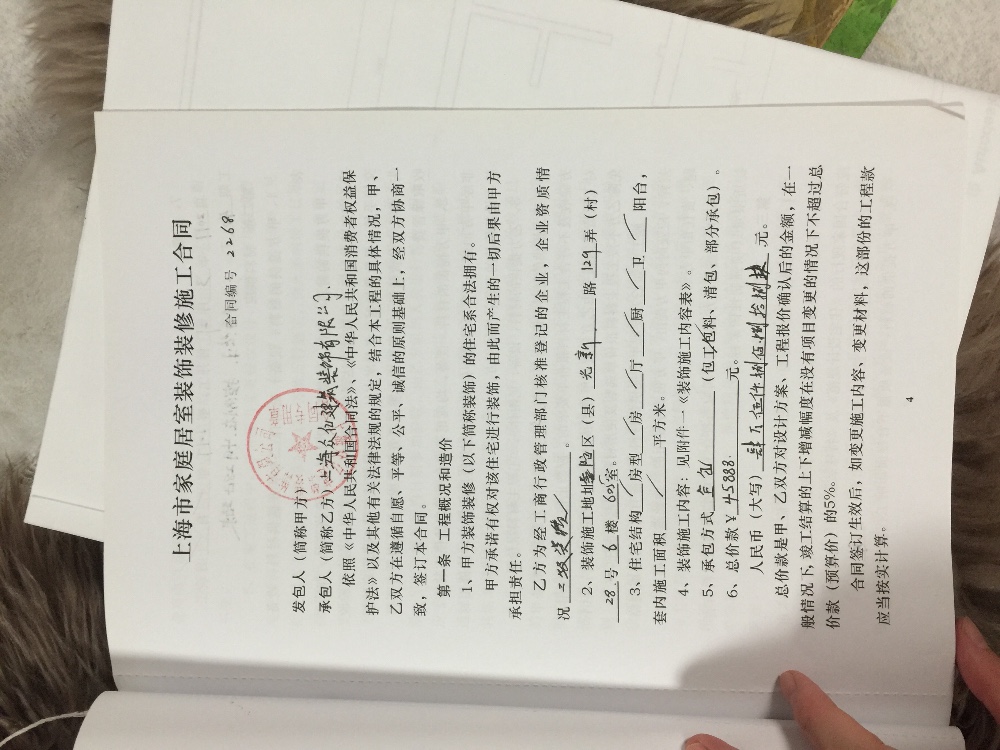 上海市家庭居室装饰装修施工合同
合同编号 2268
发包人（简称甲方）
承包人（简称乙方）上海众仙建筑装饰有限公司.
依照《中华人民共和国合同法》、《中华人民共和国消费者权益保
护法》以及其他有关法律法规的规定，结合本工程的具体情况，甲、
乙双方在遵循自愿、平等、公平、诚信的原则基础上，经双方协商一
致，签订本合同。
第一条 工程概况和造价
1、甲方装饰装修（以下简称装饰）的住宅系合法拥有。
甲方承诺有权对该住宅进行装饰，由此而产生的一切后果由甲方
承担责任。
乙方为经工商行政管理部门核准登记的企业，企业资质情
况 二级资质 。
2、装饰施工地址 区（县） 光新 路 129 弄（村）
28 号 6 楼 室。
3、住宅结构 房型 房 厅 厨 卫 阳台，
套内施工面积 平方米。
4、装饰施工内容：见附件一《装饰施工内容表》。
5、承包方式 全包 （包工包料、清包、部分承包）。
6、总价款￥ 45888. 元。
人民币（大写） 肆万伍仟捌佰捌拾捌 元。
总价款是甲、乙双方对设计方案、工程报价确认后的金额，在一
般情况下，竣工结算的上下增减幅度在没有项目变更的情况下不超过总
价款（预算价）的5%。
合同签订生效后，如变更施工内容、变更材料，这部份的工程款
应当按实计算。
4